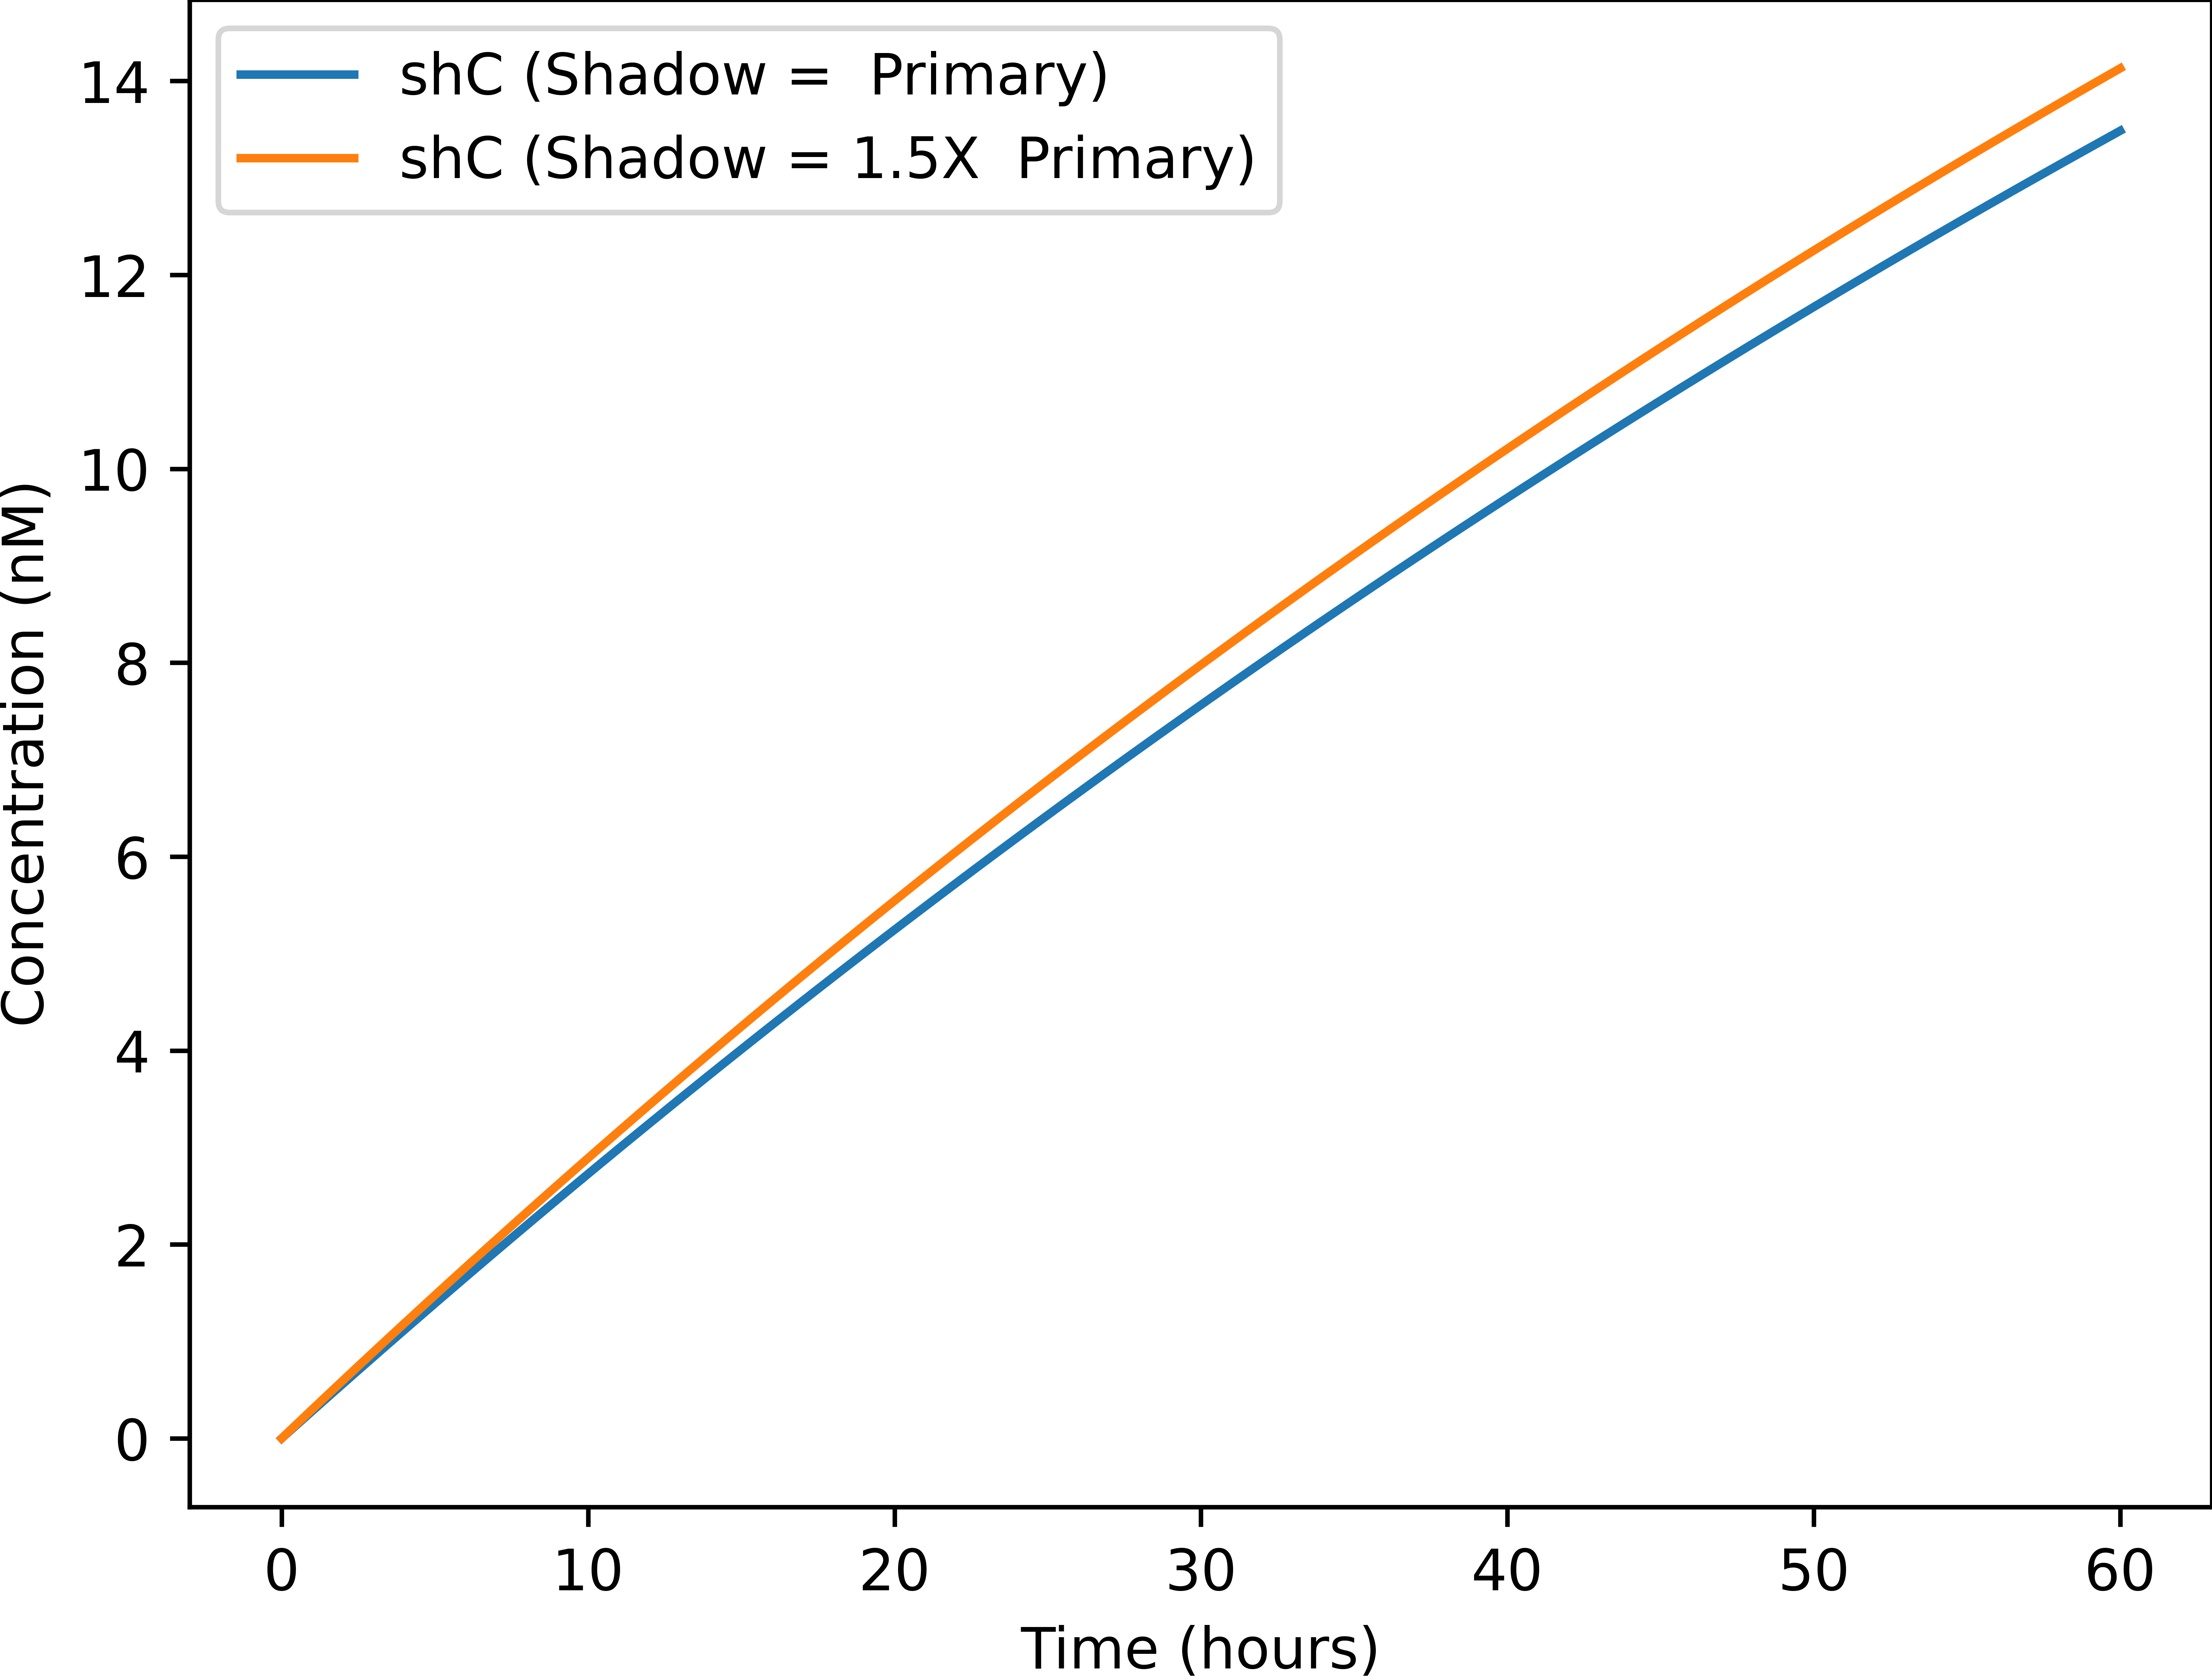 shC (Shadow =  Primary)
shC (Shadow = 1.5X  Primary)
Concentration (nM)
14
12
10
8
6
4
2
0
0 10 20 30 40 50 60
Time (hours)